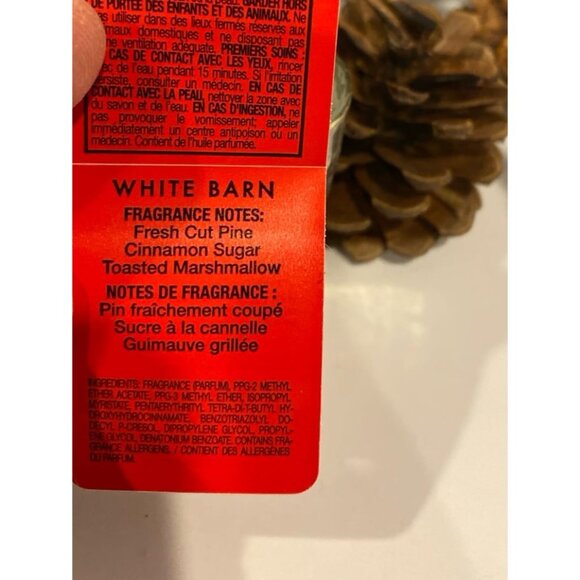 peau. GARDER HORS
DE PORTÉE DES ENFANTS ET DES ANIMAUX. Ne
pas utiliser dans des lieux fermés réservés aux
animaux domestiques et ne disposant pas
une ventilation adequate. PREMIERS SOINS :
EN CAS DE CONTACT AVEC LES YEUX, rincer
avec de l'eau pendant 15 minutes. Si l'irritation
persiste, consulter un médecin. EN CAS DE
CONTACT AVEC LA PEAU, nettoyer la zone avec
du savon et de l'eau. EN CAS D'INGESTION, ne
pas provoquer le vomissement; appeler
immédiatement un centre antipoison ou un
médecin. Contient de l'huile parfumée.
WHITE BARN
FRAGRANCE NOTES:
Fresh Cut Pine
Cinnamon Sugar
Toasted Marshmallow
NOTES DE FRAGRANCE :
Pin fraîchement coupé
Sucre à la cannelle
Guimauve grillée
INGREDIENTS: FRAGRANCE (PARFUM), PPG-2 METHYL
ETHER ACETATE, PPG-3 METHYL ETHER, ISOPROPYL
MYRISTATE, PENTAERYTHRITYL TETRA-DI-T-BUTYL HY-
DROXYHYDROCINNAMATE, BENZOTRIAZOLYL DO-
DECYL P-CRESOL, DIPROPYLENE GLYCOL, PROPYL-
ENE GLYCOL, DENATONIUM BENZOATE. CONTAINS FRA-
GRANCE ALLERGENS. / CONTIENT DES ALLERGÈNES
DU PARFUM.